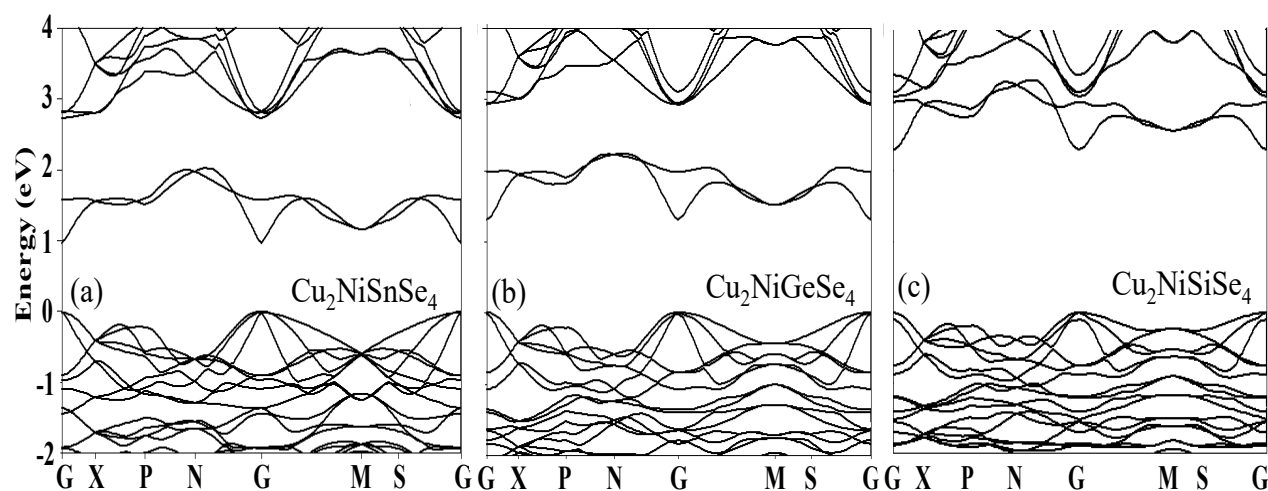 4
3
2
1
0
-1
-2
Energy (eV)
(a)
Cu₂NiSnSe₄
(b)
Cu₂NiGeSe₄
(c)
Cu₂NiSiSe₄
G X P N G M S G
G X P N G M S G
G X P N G M S G